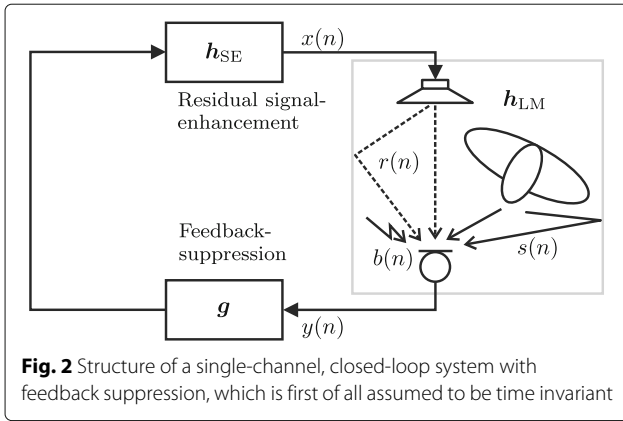 h_SE
x(n)
Residual signal-
enhancement
h_LM
r(n)
Feedback-
suppression
b(n)
s(n)
g
y(n)
Fig. 2 Structure of a single-channel, closed-loop system with
feedback suppression, which is first of all assumed to be time invariant